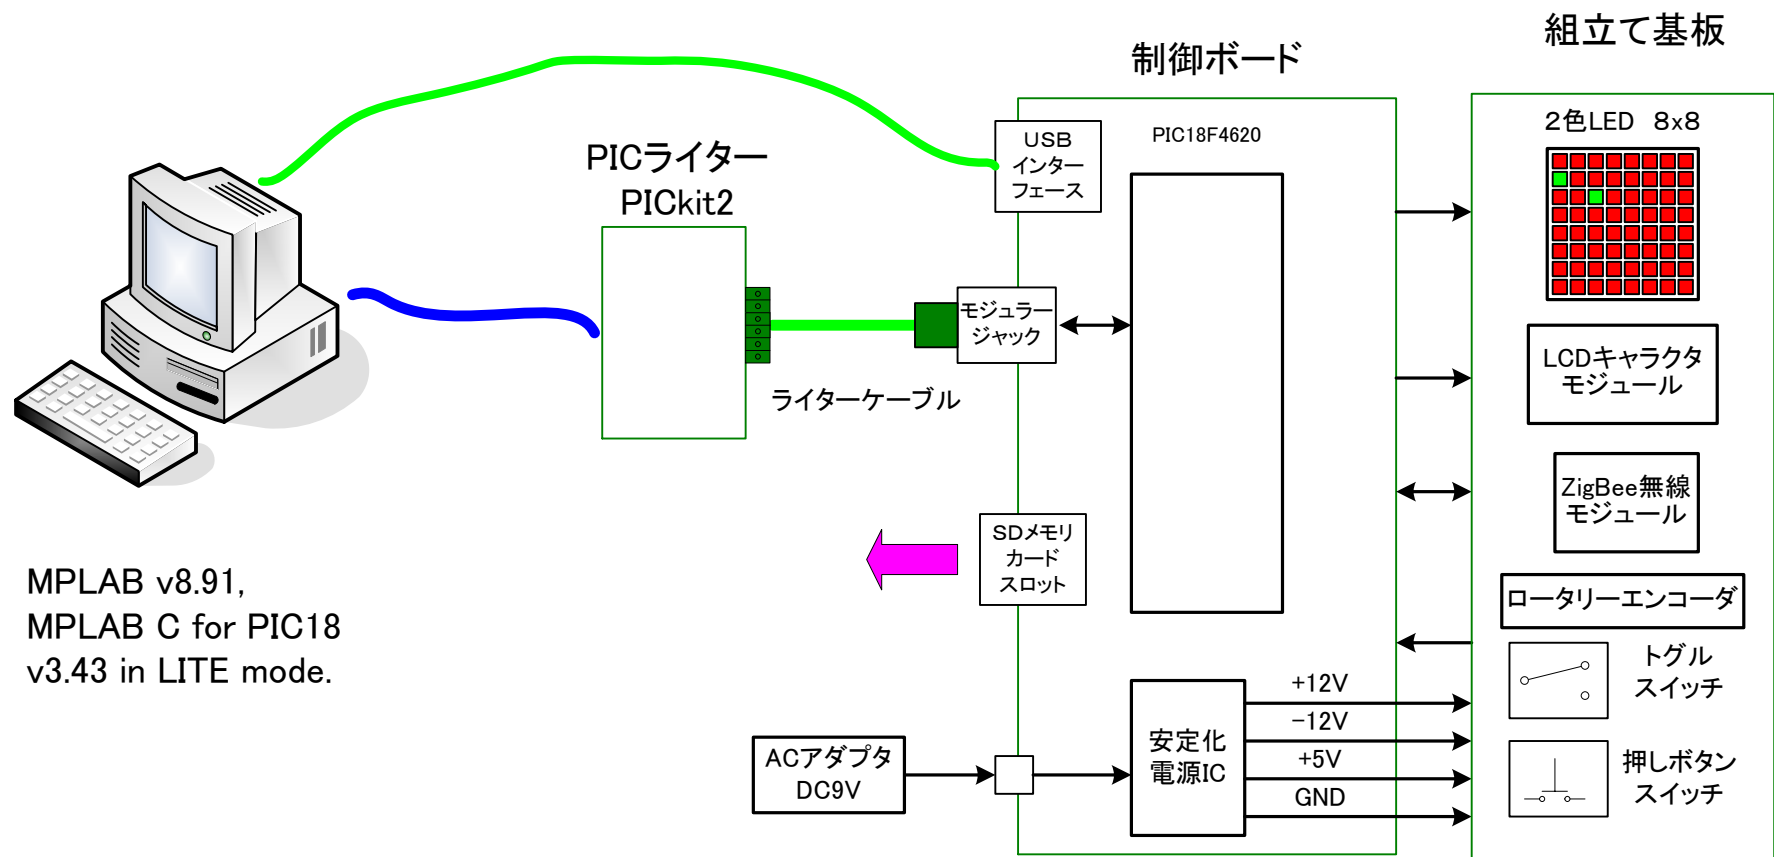 組立て基板
制御ボード
2色LED 8x8
PIC18F4620
USB
インター
フェース
PICライター
PICkit2
モジュラー
ジャック
ライターケーブル
LCDキャラクタ
モジュール
ZigBee無線
モジュール
SDメモリ
カード
スロット
MPLAB v8.91,
MPLAB C for PIC18
v3.43 in LITE mode.
ロータリーエンコーダ
トグル
スイッチ
+12V
-12V
+5V
GND
安定化
電源IC
ACアダプタ
DC9V
押しボタン
スイッチ